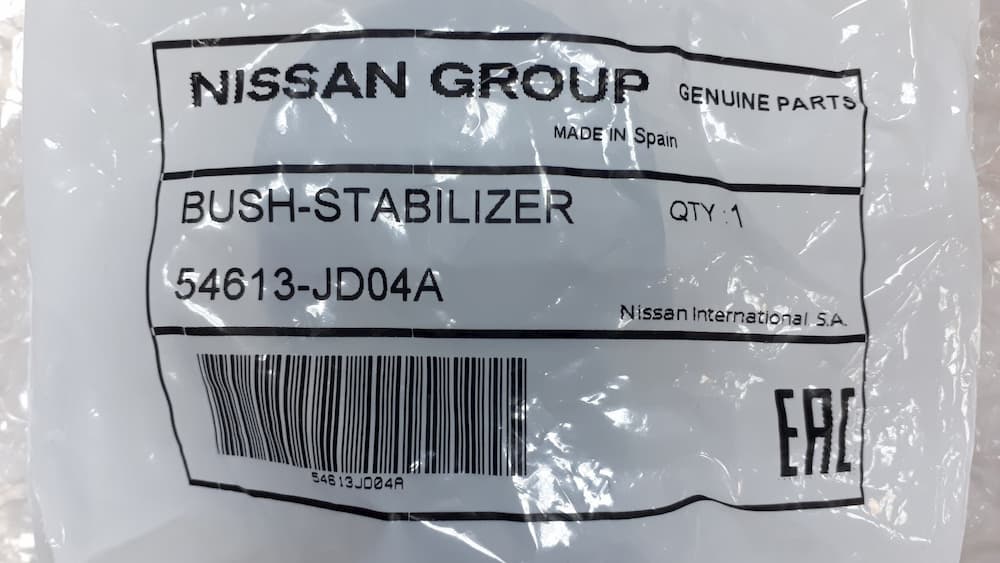 NISSAN GROUP GENUINE PARTS
MADE IN Spain
BUSH-STABILIZER QTY : 1
54613-JD04A
Nissan International S.A.
54613JD04A
EAC